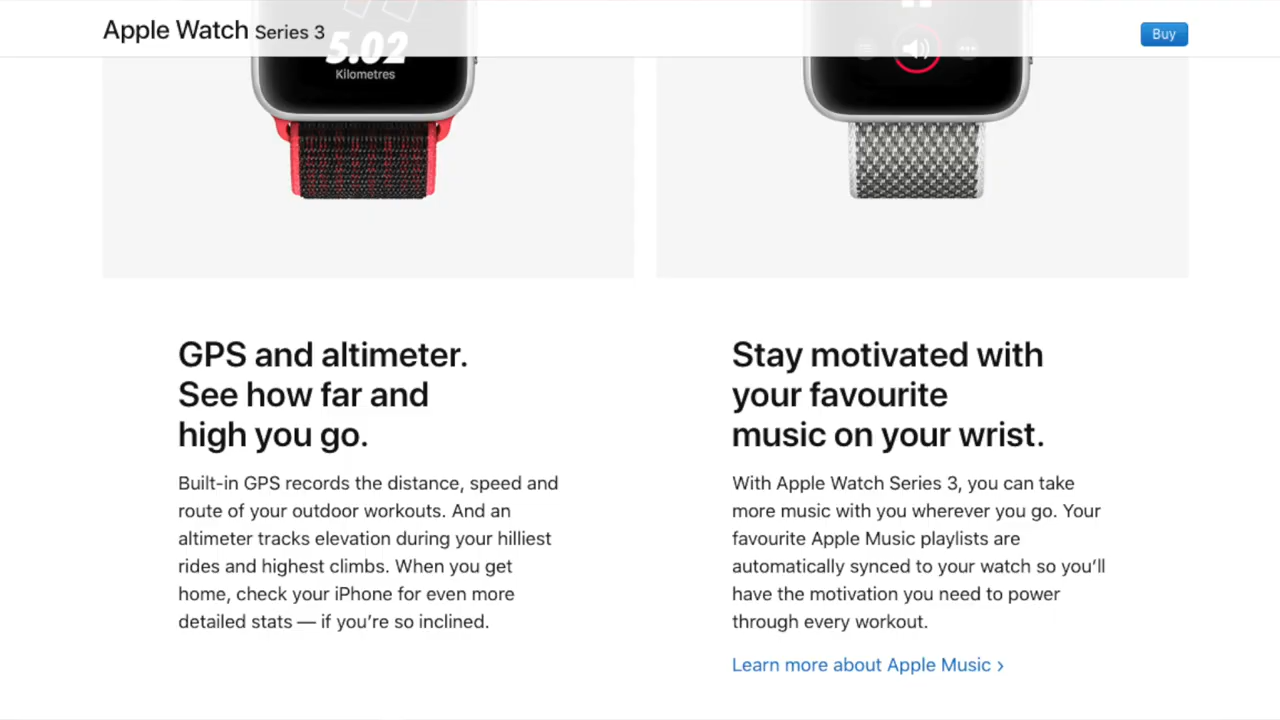 Apple Watch Series 3
Buy
5.02
Kilometres
GPS and altimeter.
See how far and
high you go.
Built-in GPS records the distance, speed and
route of your outdoor workouts. And an
altimeter tracks elevation during your hilliest
rides and highest climbs. When you get
home, check your iPhone for even more
detailed stats — if you’re so inclined.
Stay motivated with
your favourite
music on your wrist.
With Apple Watch Series 3, you can take
more music with you wherever you go. Your
favourite Apple Music playlists are
automatically synced to your watch so you’ll
have the motivation you need to power
through every workout.
Learn more about Apple Music ›